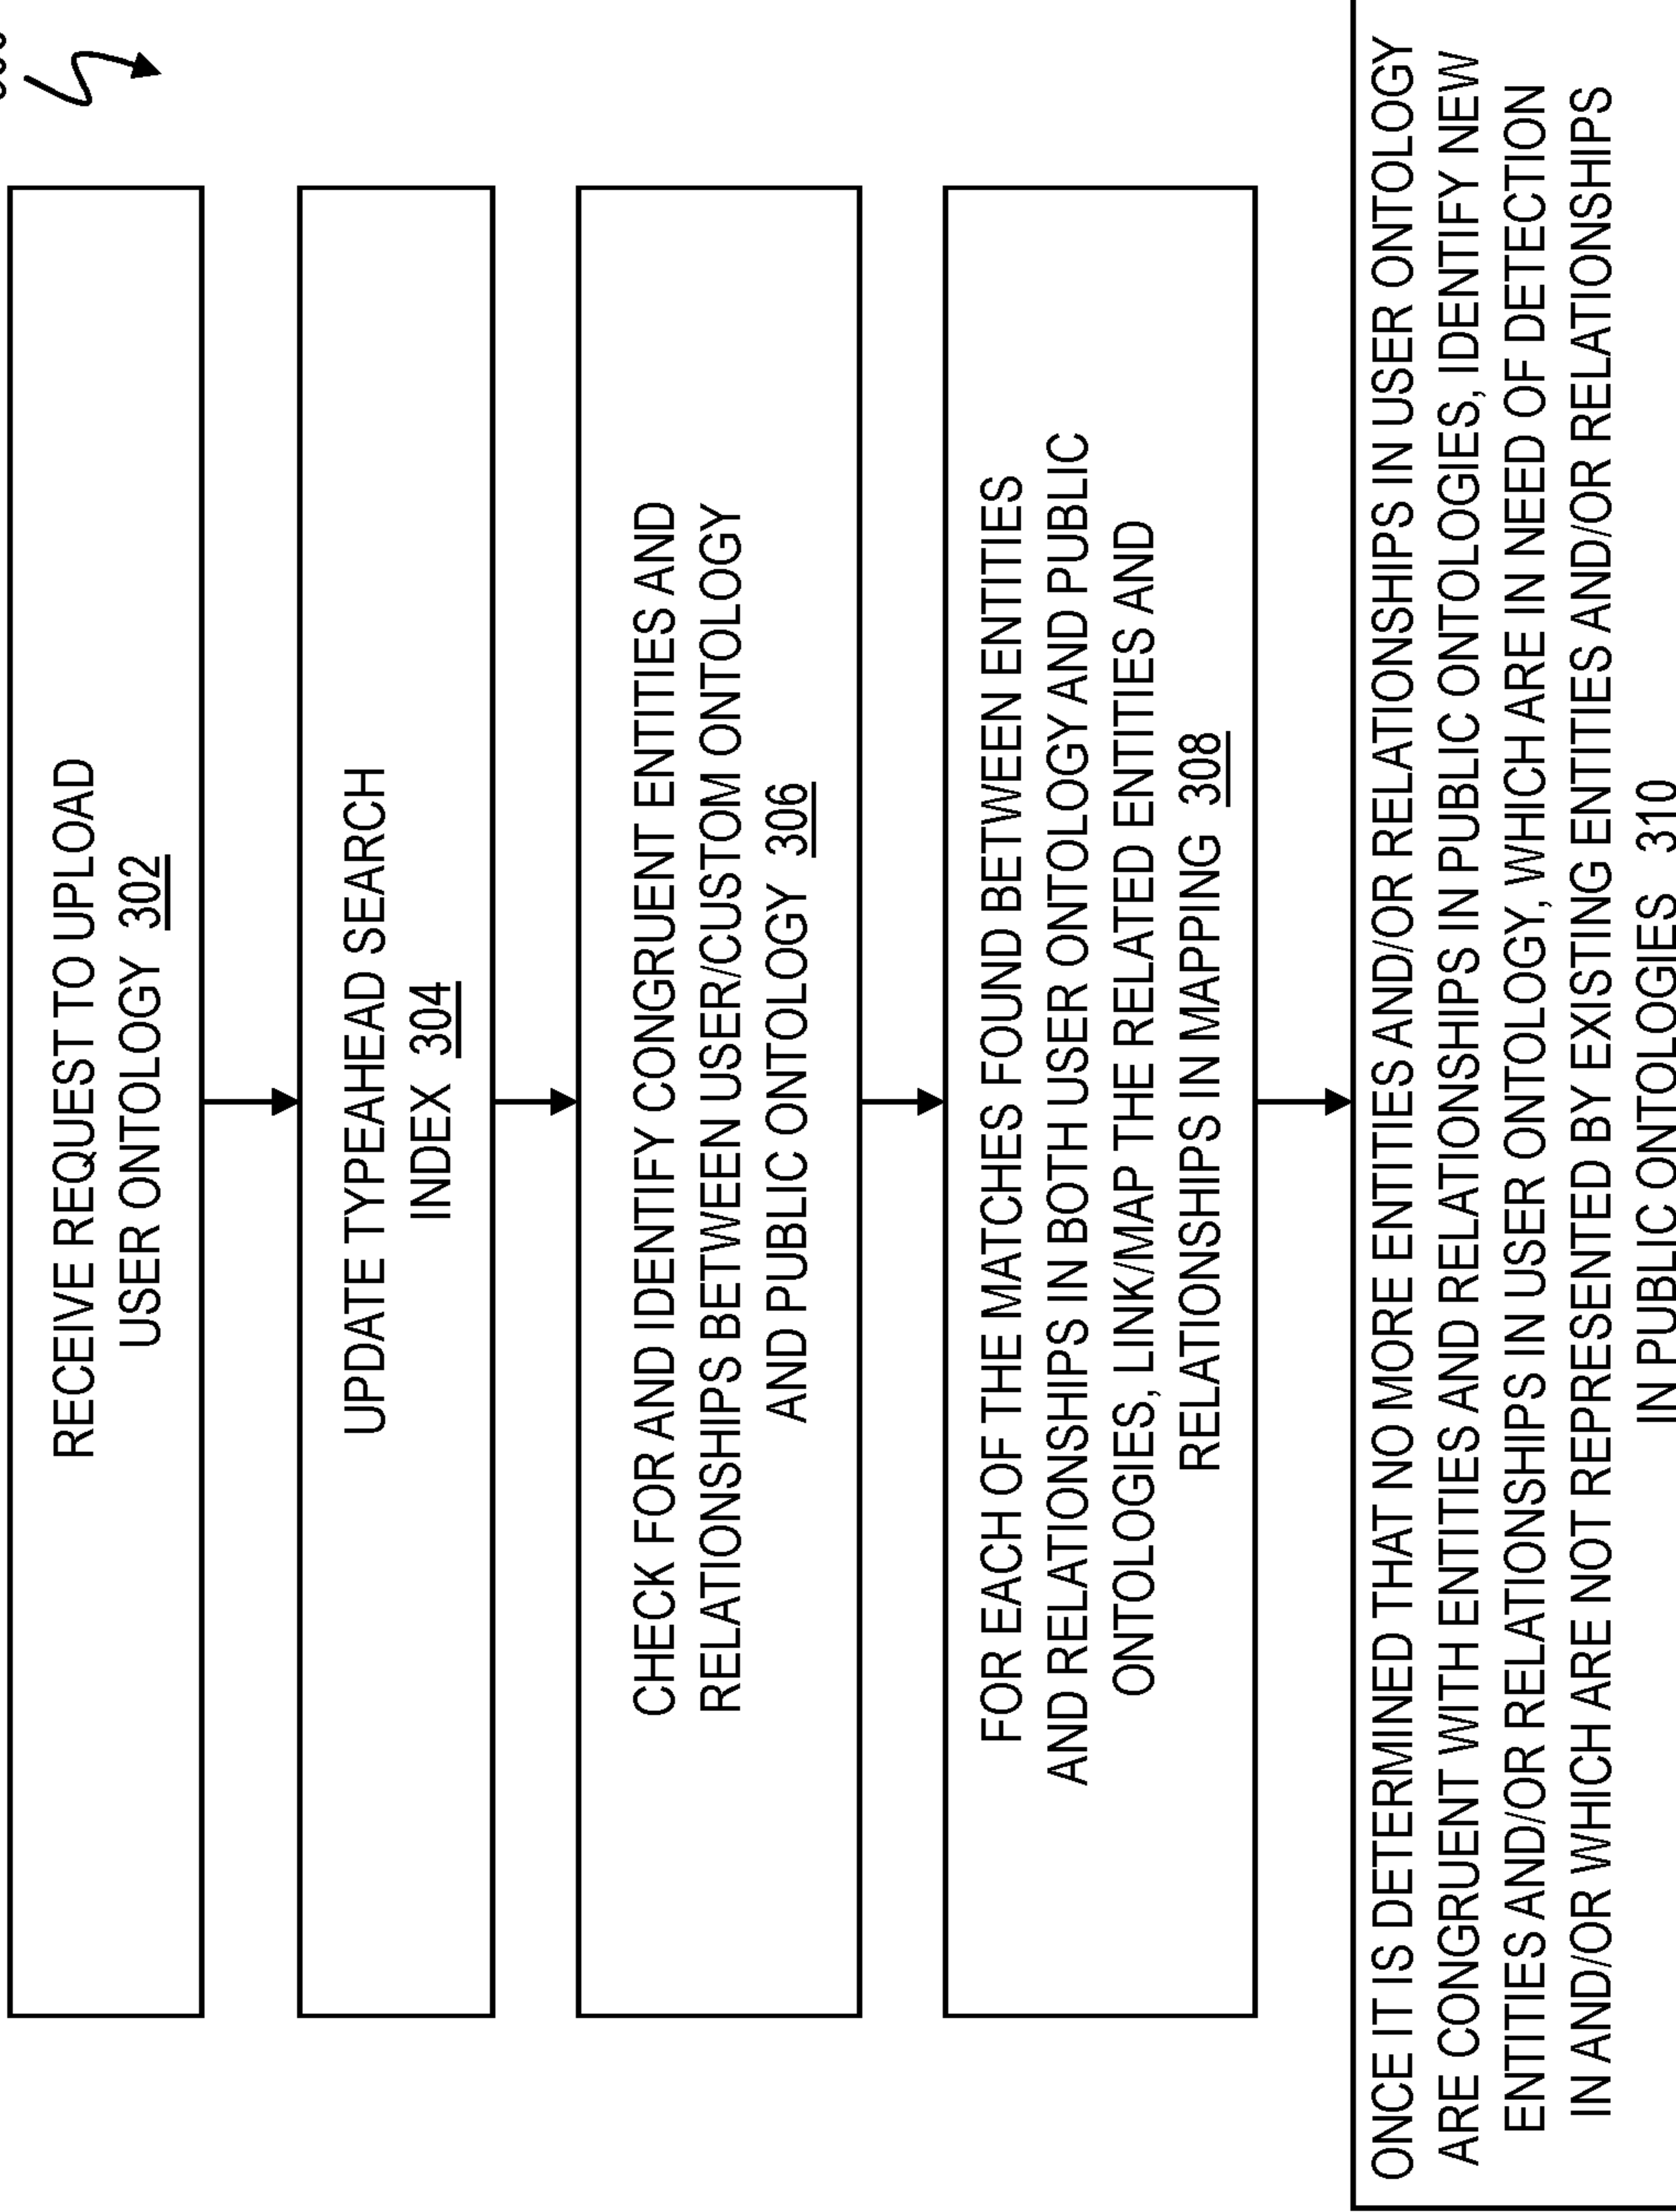 RECEIVE REQUEST TO UPLOAD
USER ONTOLOGY 302
UPDATE TYPEAHEAD SEARCH
INDEX 304
CHECK FOR AND IDENTIFY CONGRUENT ENTITIES AND
RELATIONSHIPS BETWEEN USER/CUSTOM ONTOLOGY
AND PUBLIC ONTOLOGY 306
FOR EACH OF THE MATCHES FOUND BETWEEN ENTITIES
AND RELATIONSHIPS IN BOTH USER ONTOLOGY AND PUBLIC
ONTOLOGIES, LINK/MAP THE RELATED ENTITIES AND
RELATIONSHIPS IN MAPPING 308
ONCE IT IS DETERMINED THAT NO MORE ENTITIES AND/OR RELATIONSHIPS IN USER ONTOLOGY
ARE CONGRUENT WITH ENTITIES AND RELATIONSHIPS IN PUBLIC ONTOLOGIES, IDENTIFY NEW
ENTITIES AND/OR RELATIONSHIPS IN USER ONTOLOGY, WHICH ARE IN NEED OF DETECTION
IN AND/OR WHICH ARE NOT REPRESENTED BY EXISTING ENTITIES AND/OR RELATIONSHIPS
IN PUBLIC ONTOLOGIES 310